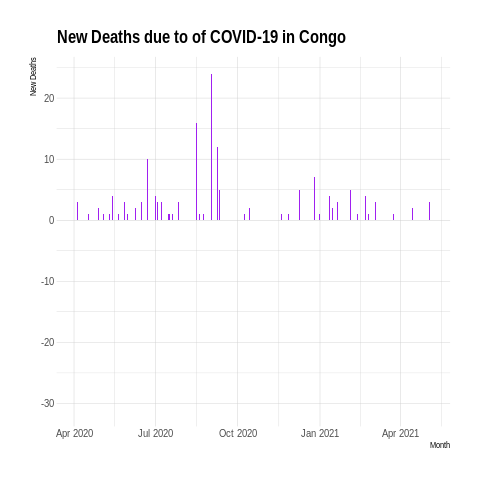 New Deaths due to of COVID-19 in Congo
New Deaths
20
10
0
-10
-20
-30
Apr 2020 Jul 2020 Oct 2020 Jan 2021 Apr 2021
Month